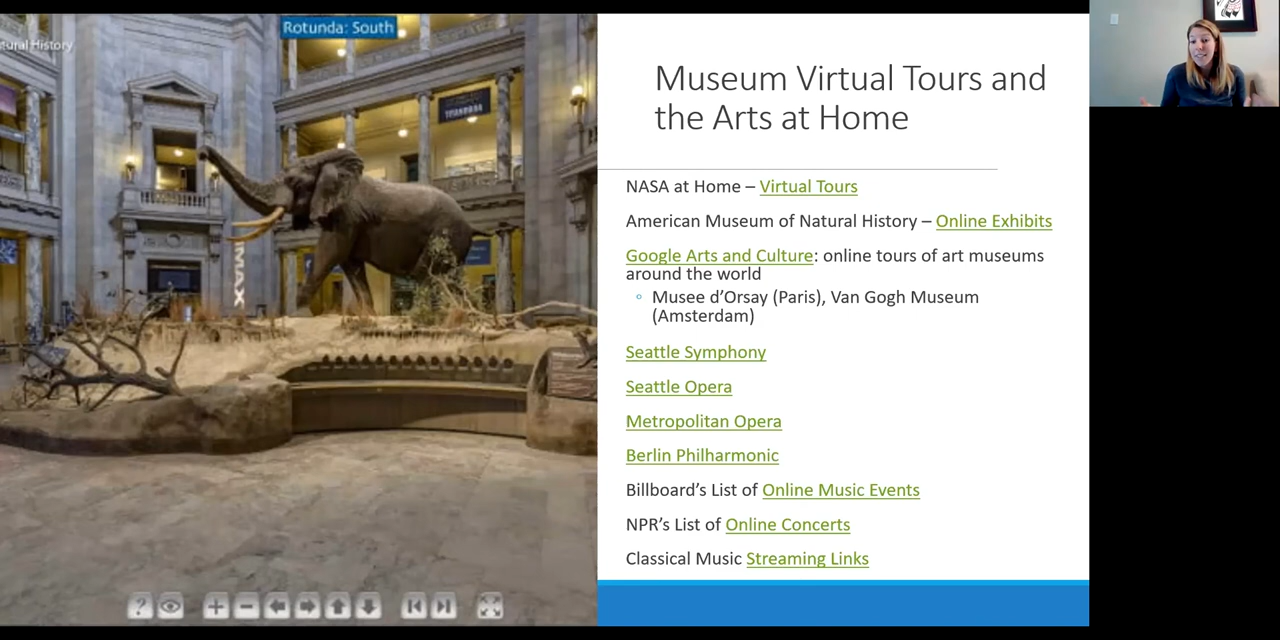 Rotunda: South
tural History
IMAX
Museum Virtual Tours and
the Arts at Home
NASA at Home – Virtual Tours
American Museum of Natural History – Online Exhibits
Google Arts and Culture: online tours of art museums
around the world
Musee d’Orsay (Paris), Van Gogh Museum
(Amsterdam)
Seattle Symphony
Seattle Opera
Metropolitan Opera
Berlin Philharmonic
Billboard’s List of Online Music Events
NPR’s List of Online Concerts
Classical Music Streaming Links